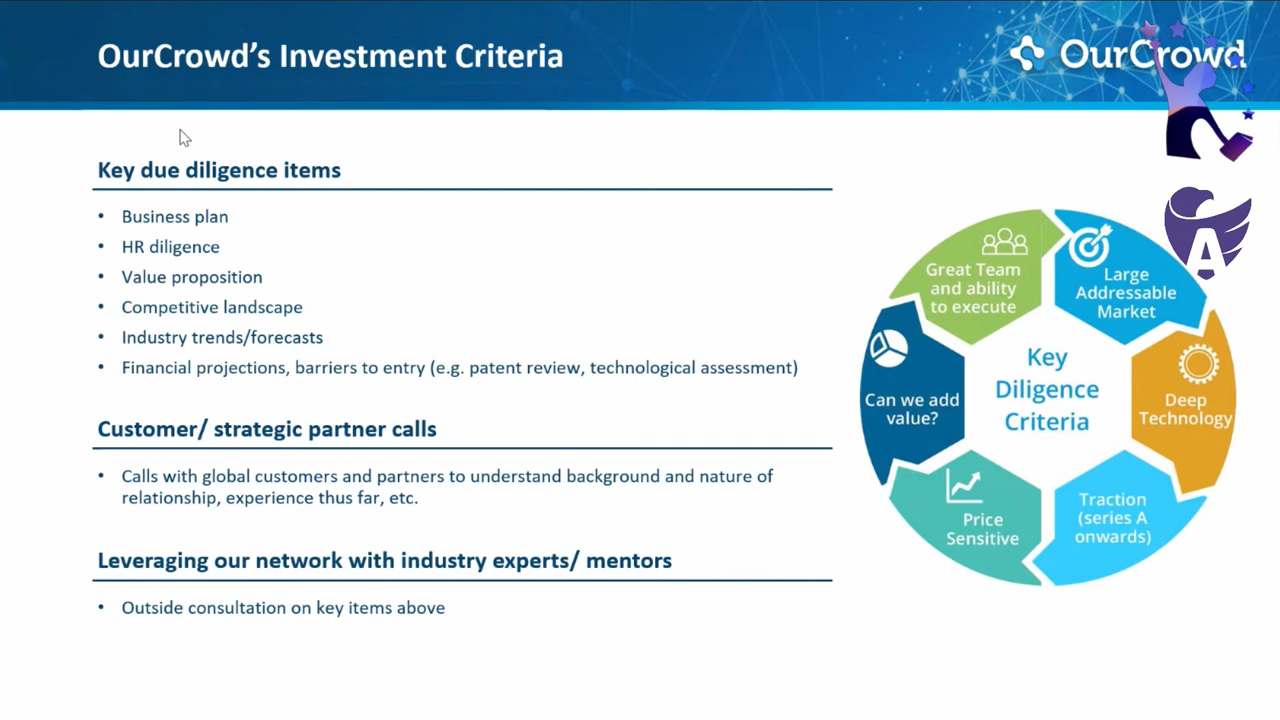 OurCrowd's Investment Criteria
OurCrowd
Key due diligence items
• Business plan
• HR diligence
• Value proposition
• Competitive landscape
• Industry trends/forecasts
• Financial projections, barriers to entry (e.g. patent review, technological assessment)
Customer/ strategic partner calls
• Calls with global customers and partners to understand background and nature of
relationship, experience thus far, etc.
Leveraging our network with industry experts/ mentors
• Outside consultation on key items above
Great Team
and ability
to execute
Large
Addressable
Market
Deep
Technology
Traction
(series A
onwards)
Price
Sensitive
Can we add
value?
Key
Diligence
Criteria
A